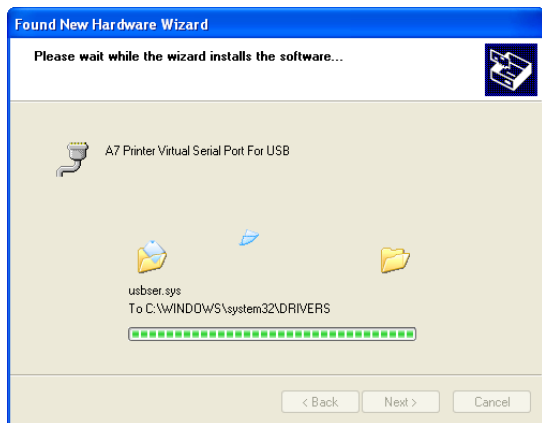 Found New Hardware Wizard
Please wait while the wizard installs the software...
A7 Printer Virtual Serial Port For USB
usbser.sys
To C:\WINDOWS\system32\DRIVERS
< Back Next > Cancel